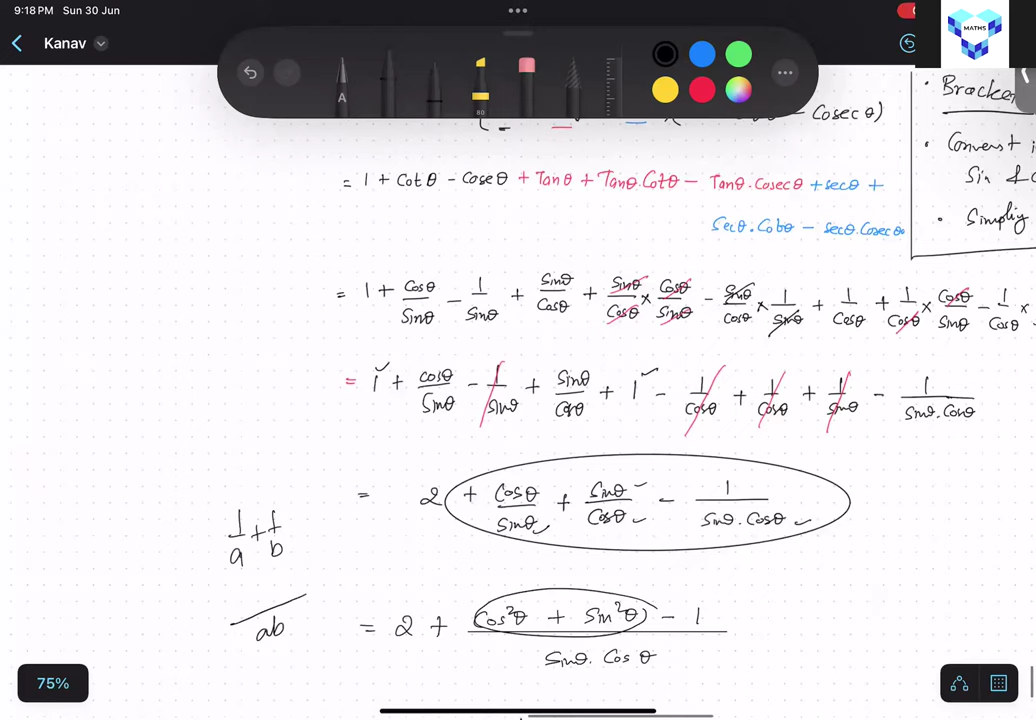 9:18 PM Sun 30 Jun
MATHS
Kanav
A
80
Bracke
- Cosec θ)
= 1 + Cot θ - Cose θ + Tan θ + Tan θ . Cot θ - Tan θ . Cosec θ + sec θ +
Convert i
Sin & C
Sec θ . Cot θ - sec θ . Cosec θ
• Simpliy
= 1 + Cos θ / Sin θ - 1 / Sin θ + Sin θ / Cos θ + Sin θ / Cos θ × Cos θ / Sin θ - Sin θ / Cos θ × 1 / Sin θ + 1 / Cos θ + 1 / Cos θ × Cos θ / Sin θ - 1 / Cos θ ×
= 1 + Cos θ / Sin θ - 1 / Sin θ + Sin θ / Cos θ + 1 - 1 / Cos θ + 1 / Cos θ + 1 / Sin θ - 1 / Sin θ . Cos θ
= 2 + Cos θ / Sin θ + Sin θ / Cos θ - 1 / Sin θ . Cos θ
1 / a + 1 / b
ab
= 2 + (Cos²θ + Sin²θ) - 1 / Sin θ . Cos θ
75%